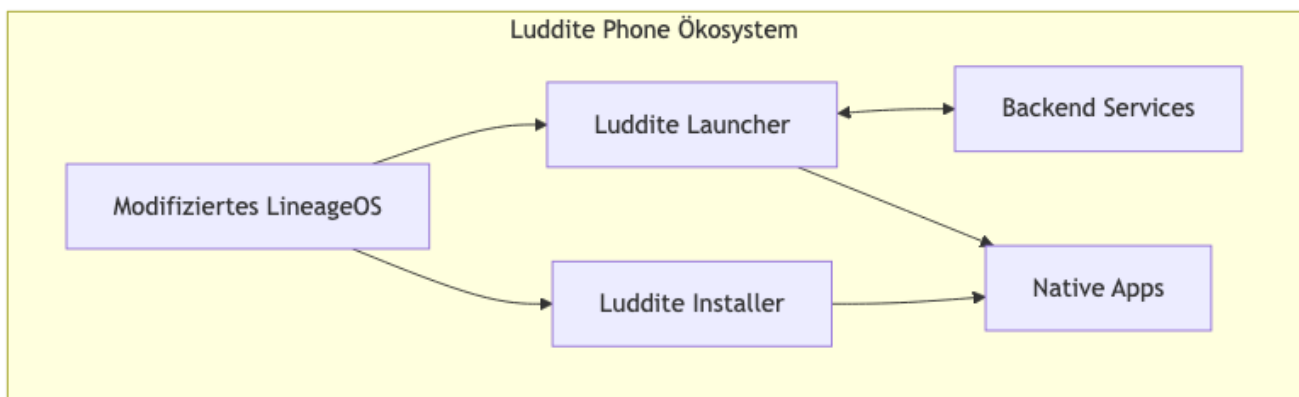 Luddite Phone Ökosystem
Backend Services
Luddite Launcher
Modifiziertes LineageOS
Native Apps
Luddite Installer